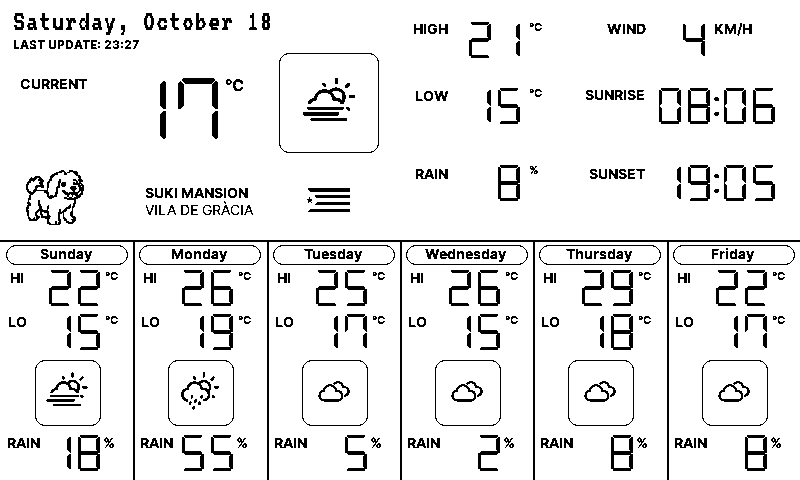 Saturday, October 18
LAST UPDATE: 23:27
CURRENT 17 °C
SUKI MANSION
VILA DE GRÀCIA
HIGH 21 °C
LOW 15 °C
RAIN 8 %
WIND 4 KM/H
SUNRISE 08:06
SUNSET 19:05
Sunday
HI 22 °C
LO 15 °C
RAIN 18 %
Monday
HI 26 °C
LO 19 °C
RAIN 55 %
Tuesday
HI 25 °C
LO 17 °C
RAIN 5 %
Wednesday
HI 26 °C
LO 15 °C
RAIN 2 %
Thursday
HI 29 °C
LO 18 °C
RAIN 8 %
Friday
HI 22 °C
LO 17 °C
RAIN 8 %